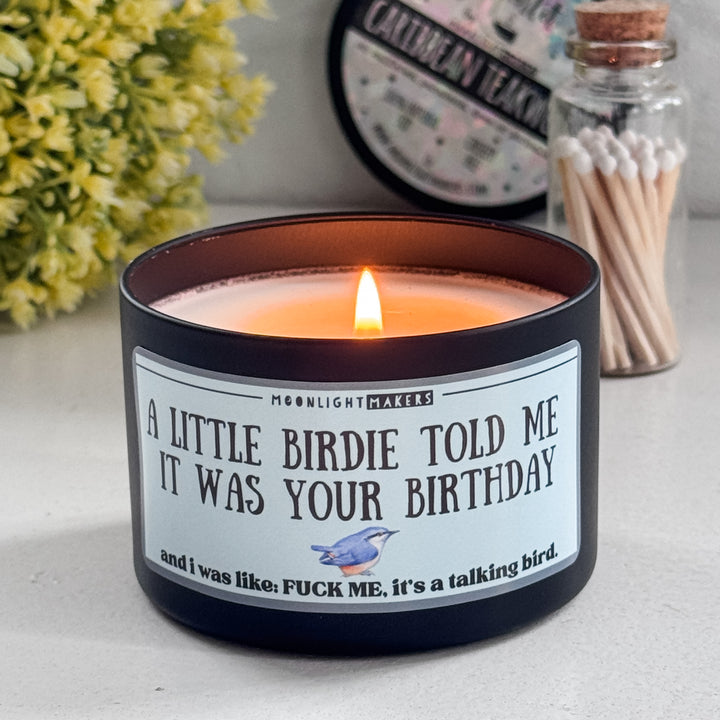 CARIBBEAN
MOONLIGHT MAKERS
A LITTLE BIRDIE TOLD ME
IT WAS YOUR BIRTHDAY
and i was like: FUCK ME, it's a talking bird.